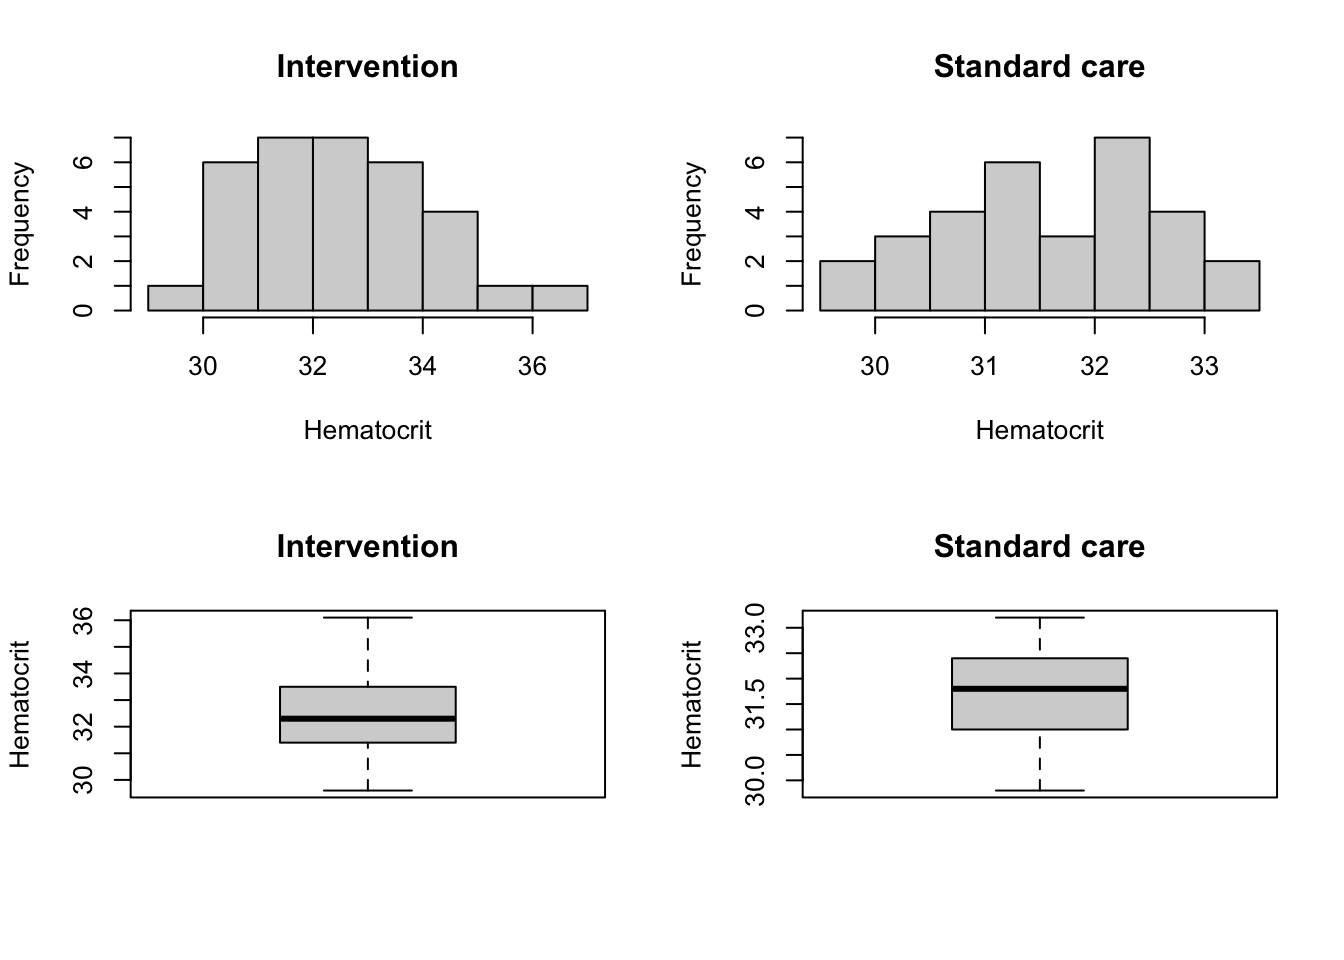 Intervention
Frequency
0 2 4 6
30 32 34 36
Hematocrit
Standard care
Frequency
0 2 4 6
30 31 32 33
Hematocrit
Intervention
Hematocrit
30 32 34 36
Standard care
Hematocrit
30.0 31.5 33.0